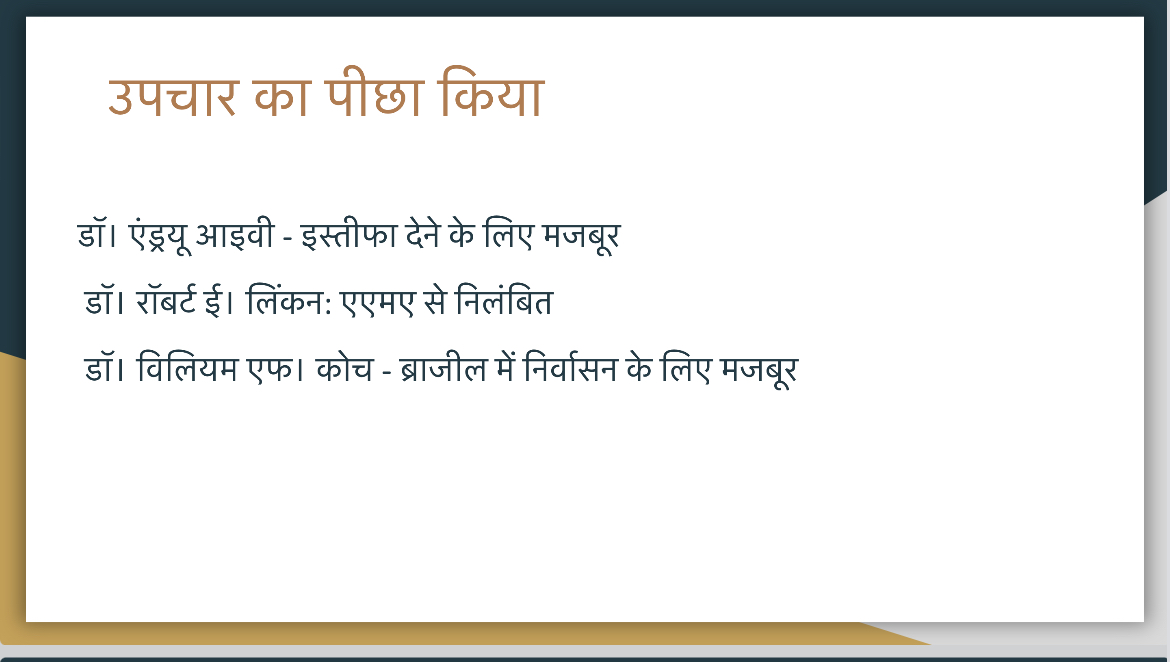 उपचार का पीछा किया
डॉ। एंड्रयू आइवी - इस्तीफा देने के लिए मजबूर
डॉ। रॉबर्ट ई। लिंकन: एएमए से निलंबित
डॉ। विलियम एफ। कोच - ब्राजील में निर्वासन के लिए मजबूर